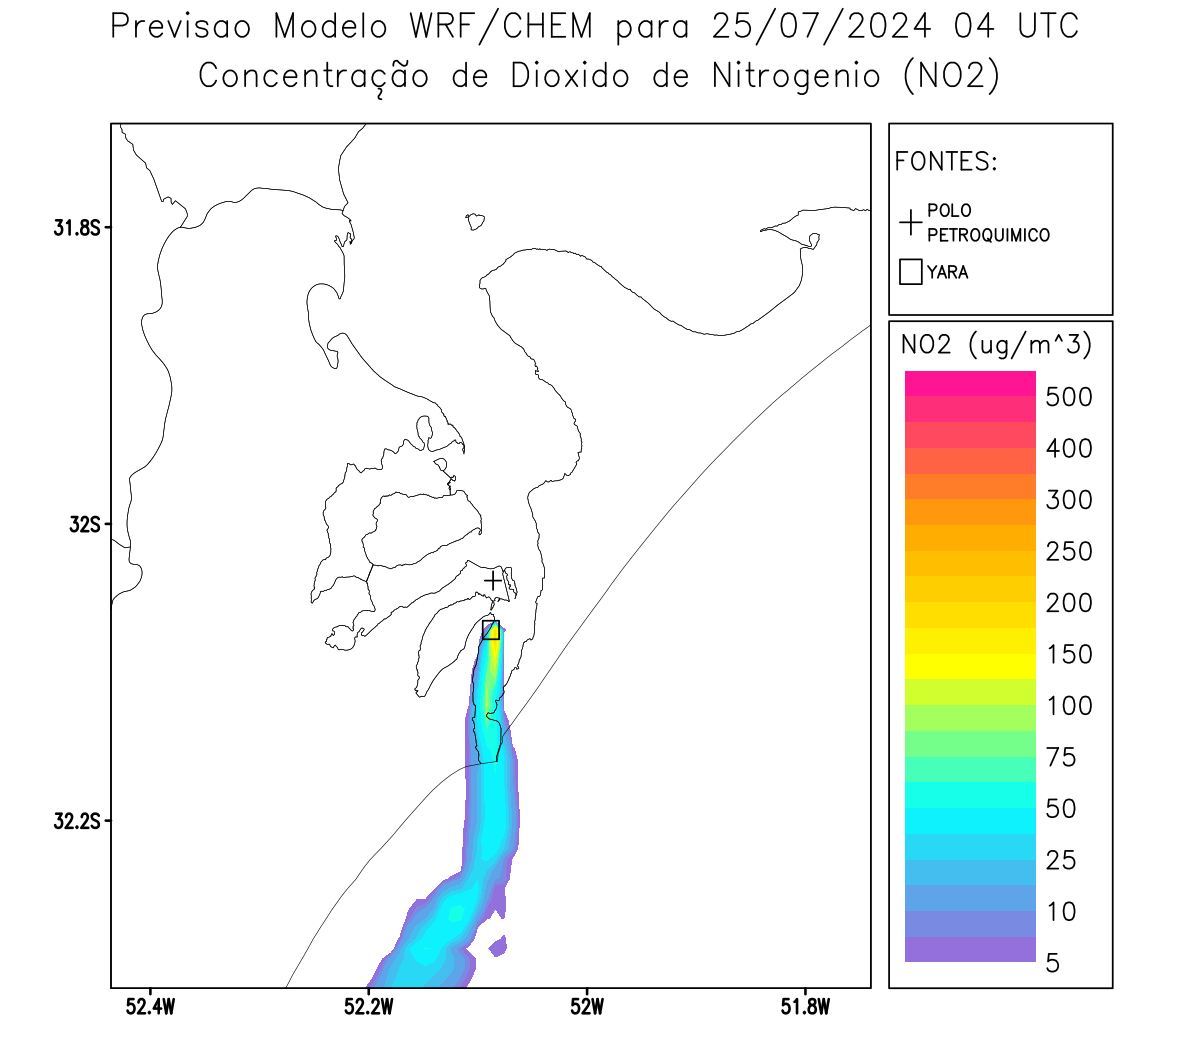 Previsao Modelo WRF/CHEM para 25/07/2024 04 UTC
Concentração de Dioxido de Nitrogenio (NO2)
FONTES:
POLO
PETROQUIMICO
YARA
NO2 (ug/m^3)
500
400
300
250
200
150
100
75
50
25
10
5
31.8S
32S
32.2S
52.4W
52.2W
52W
51.8W